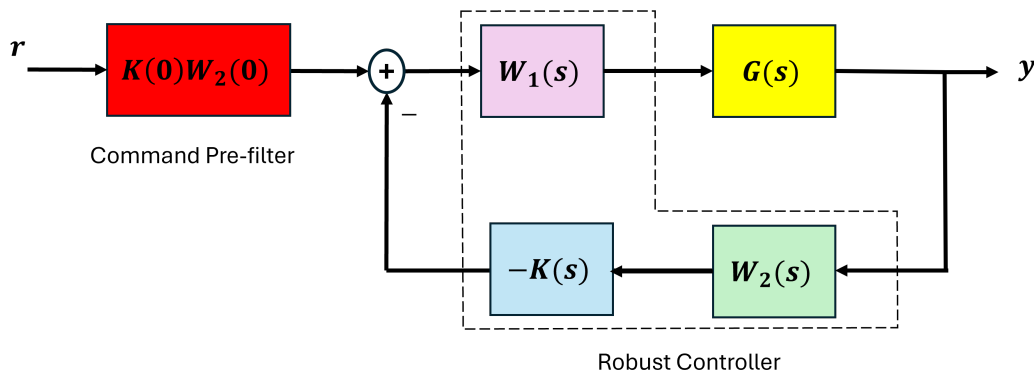 r
K(0)W₂(0)
+
W₁(s)
G(s)
y
−
Command Pre-filter
−K(s)
W₂(s)
Robust Controller